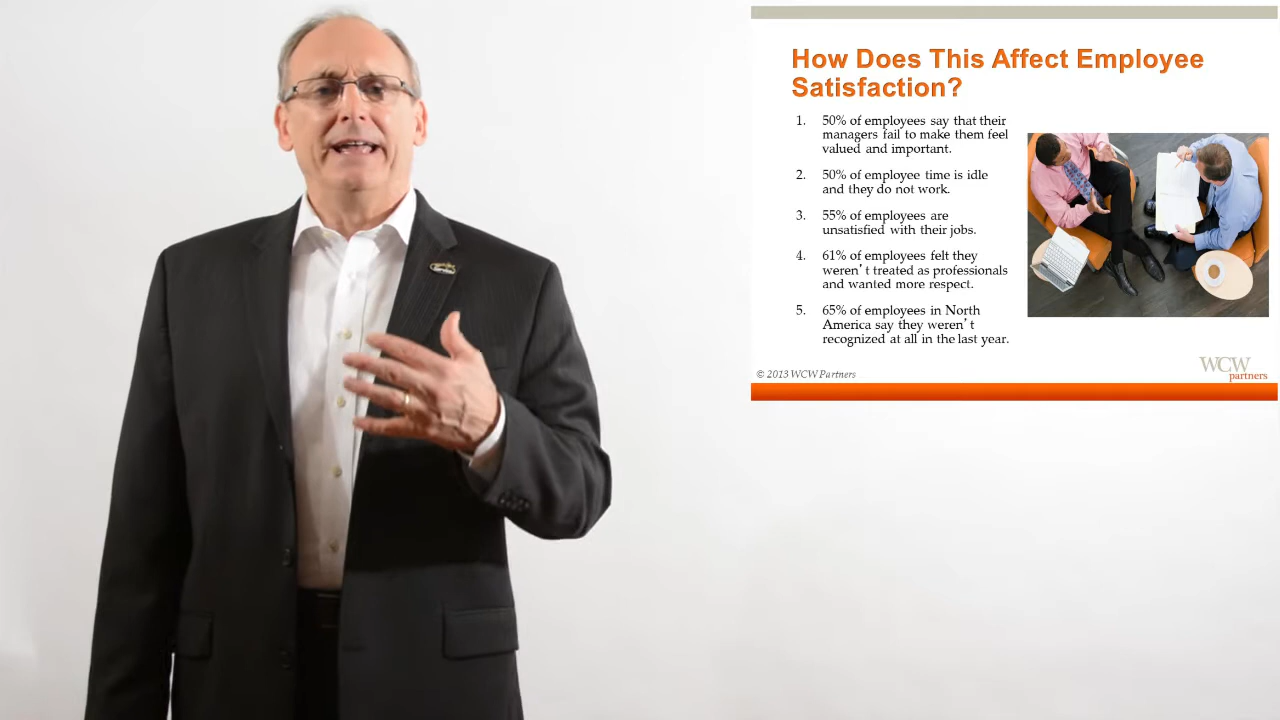 How Does This Affect Employee
Satisfaction?
1. 50% of employees say that their
managers fail to make them feel
valued and important.
2. 50% of employee time is idle
and they do not work.
3. 55% of employees are
unsatisfied with their jobs.
4. 61% of employees felt they
weren't treated as professionals
and wanted more respect.
5. 65% of employees in North
America say they weren't
recognized at all in the last year.
© 2013 WCW Partners
WCW
partners